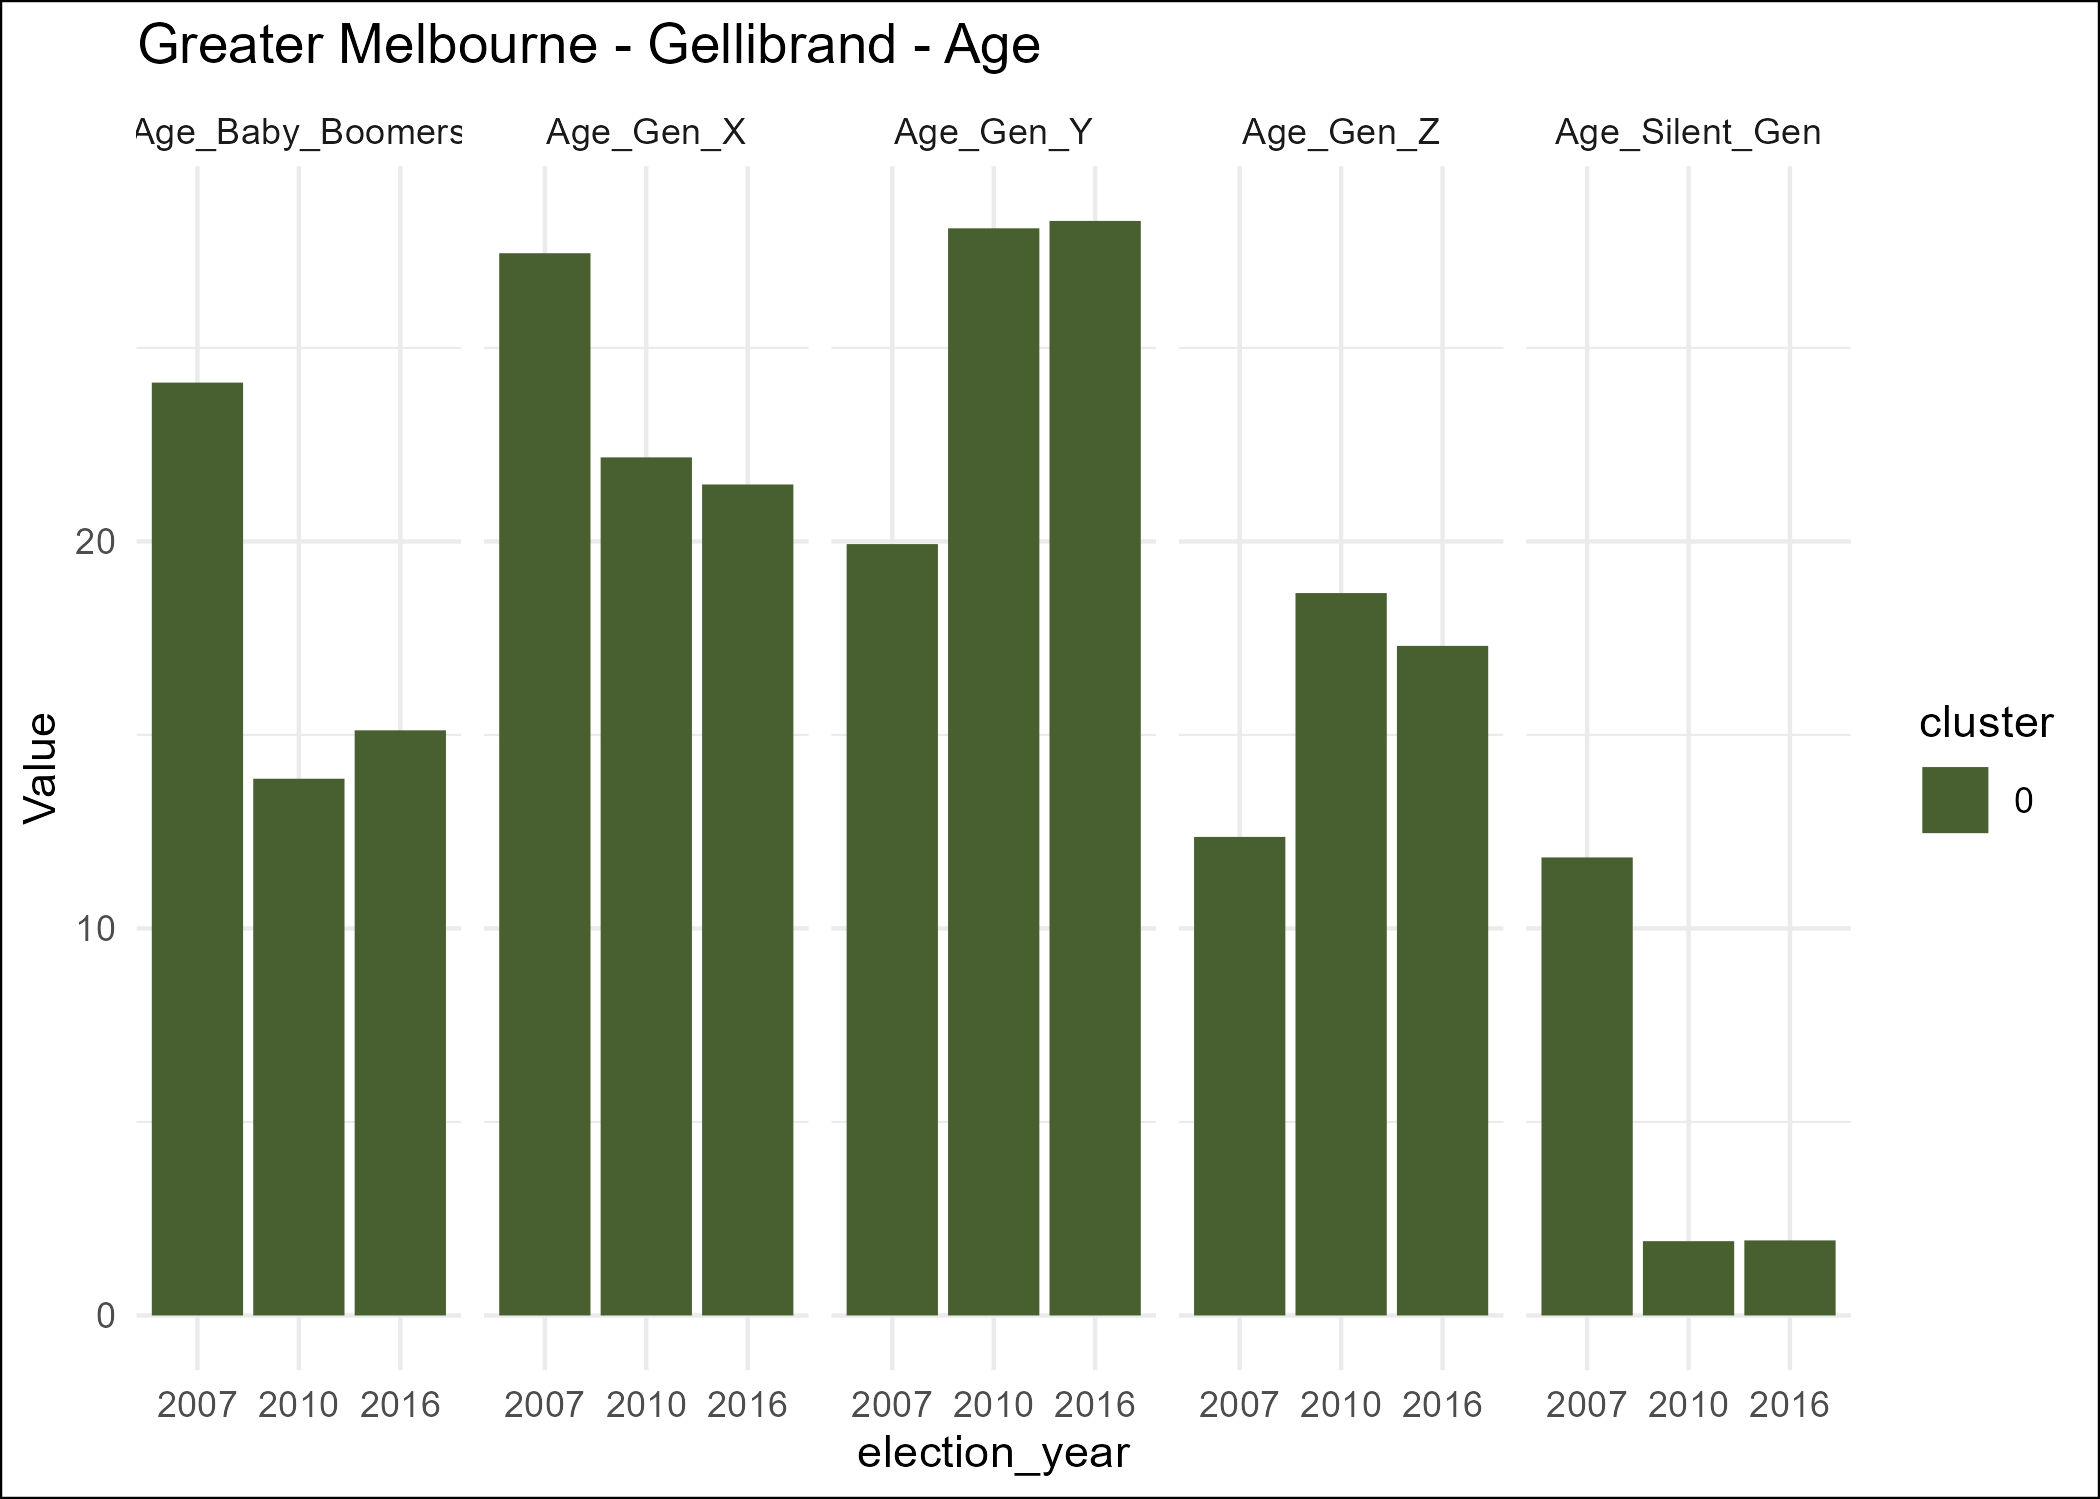 Greater Melbourne - Gellibrand - Age
Age_Baby_Boomers Age_Gen_X Age_Gen_Y Age_Gen_Z Age_Silent_Gen
20
10
0
Value
2007 2010 2016 2007 2010 2016 2007 2010 2016 2007 2010 2016 2007 2010 2016
election_year
cluster
0